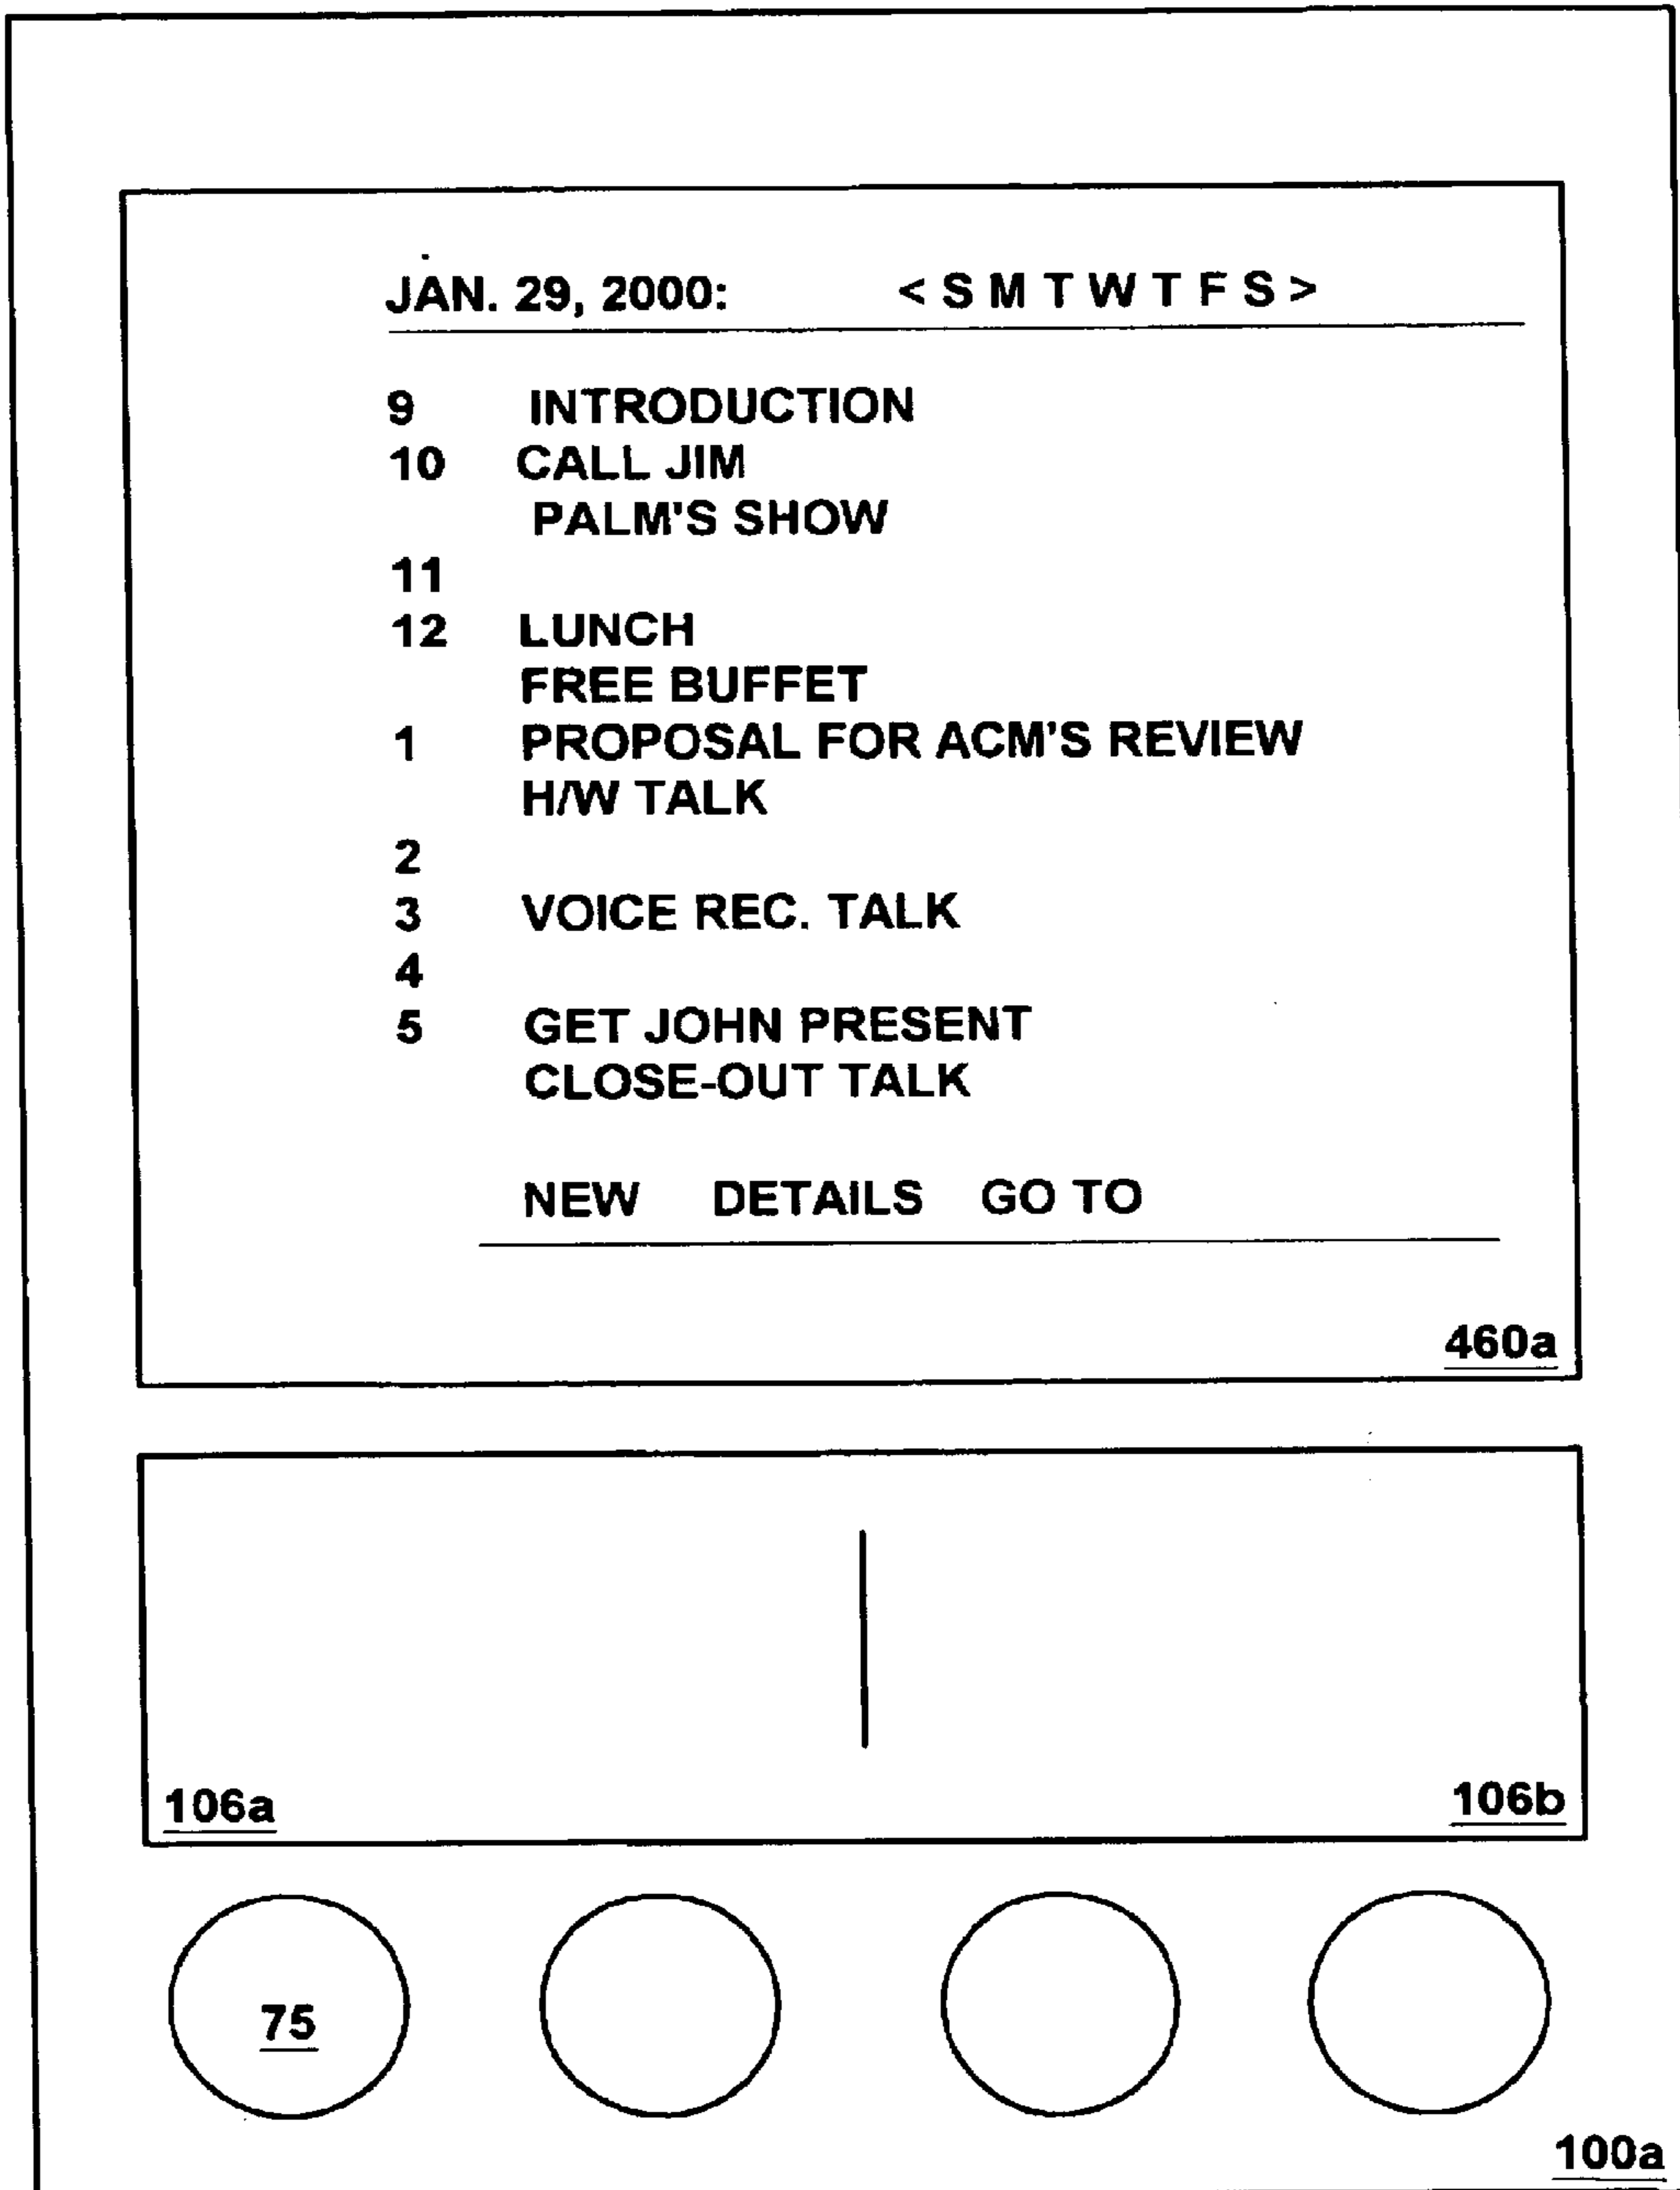 JAN. 29, 2000: < S M T W T F S >
9 INTRODUCTION
10 CALL JIM
PALM'S SHOW
11
12 LUNCH
FREE BUFFET
1 PROPOSAL FOR ACM'S REVIEW
H/W TALK
2
3 VOICE REC. TALK
4
5 GET JOHN PRESENT
CLOSE-OUT TALK
NEW DETAILS GO TO
460a
106a 106b
75
100a